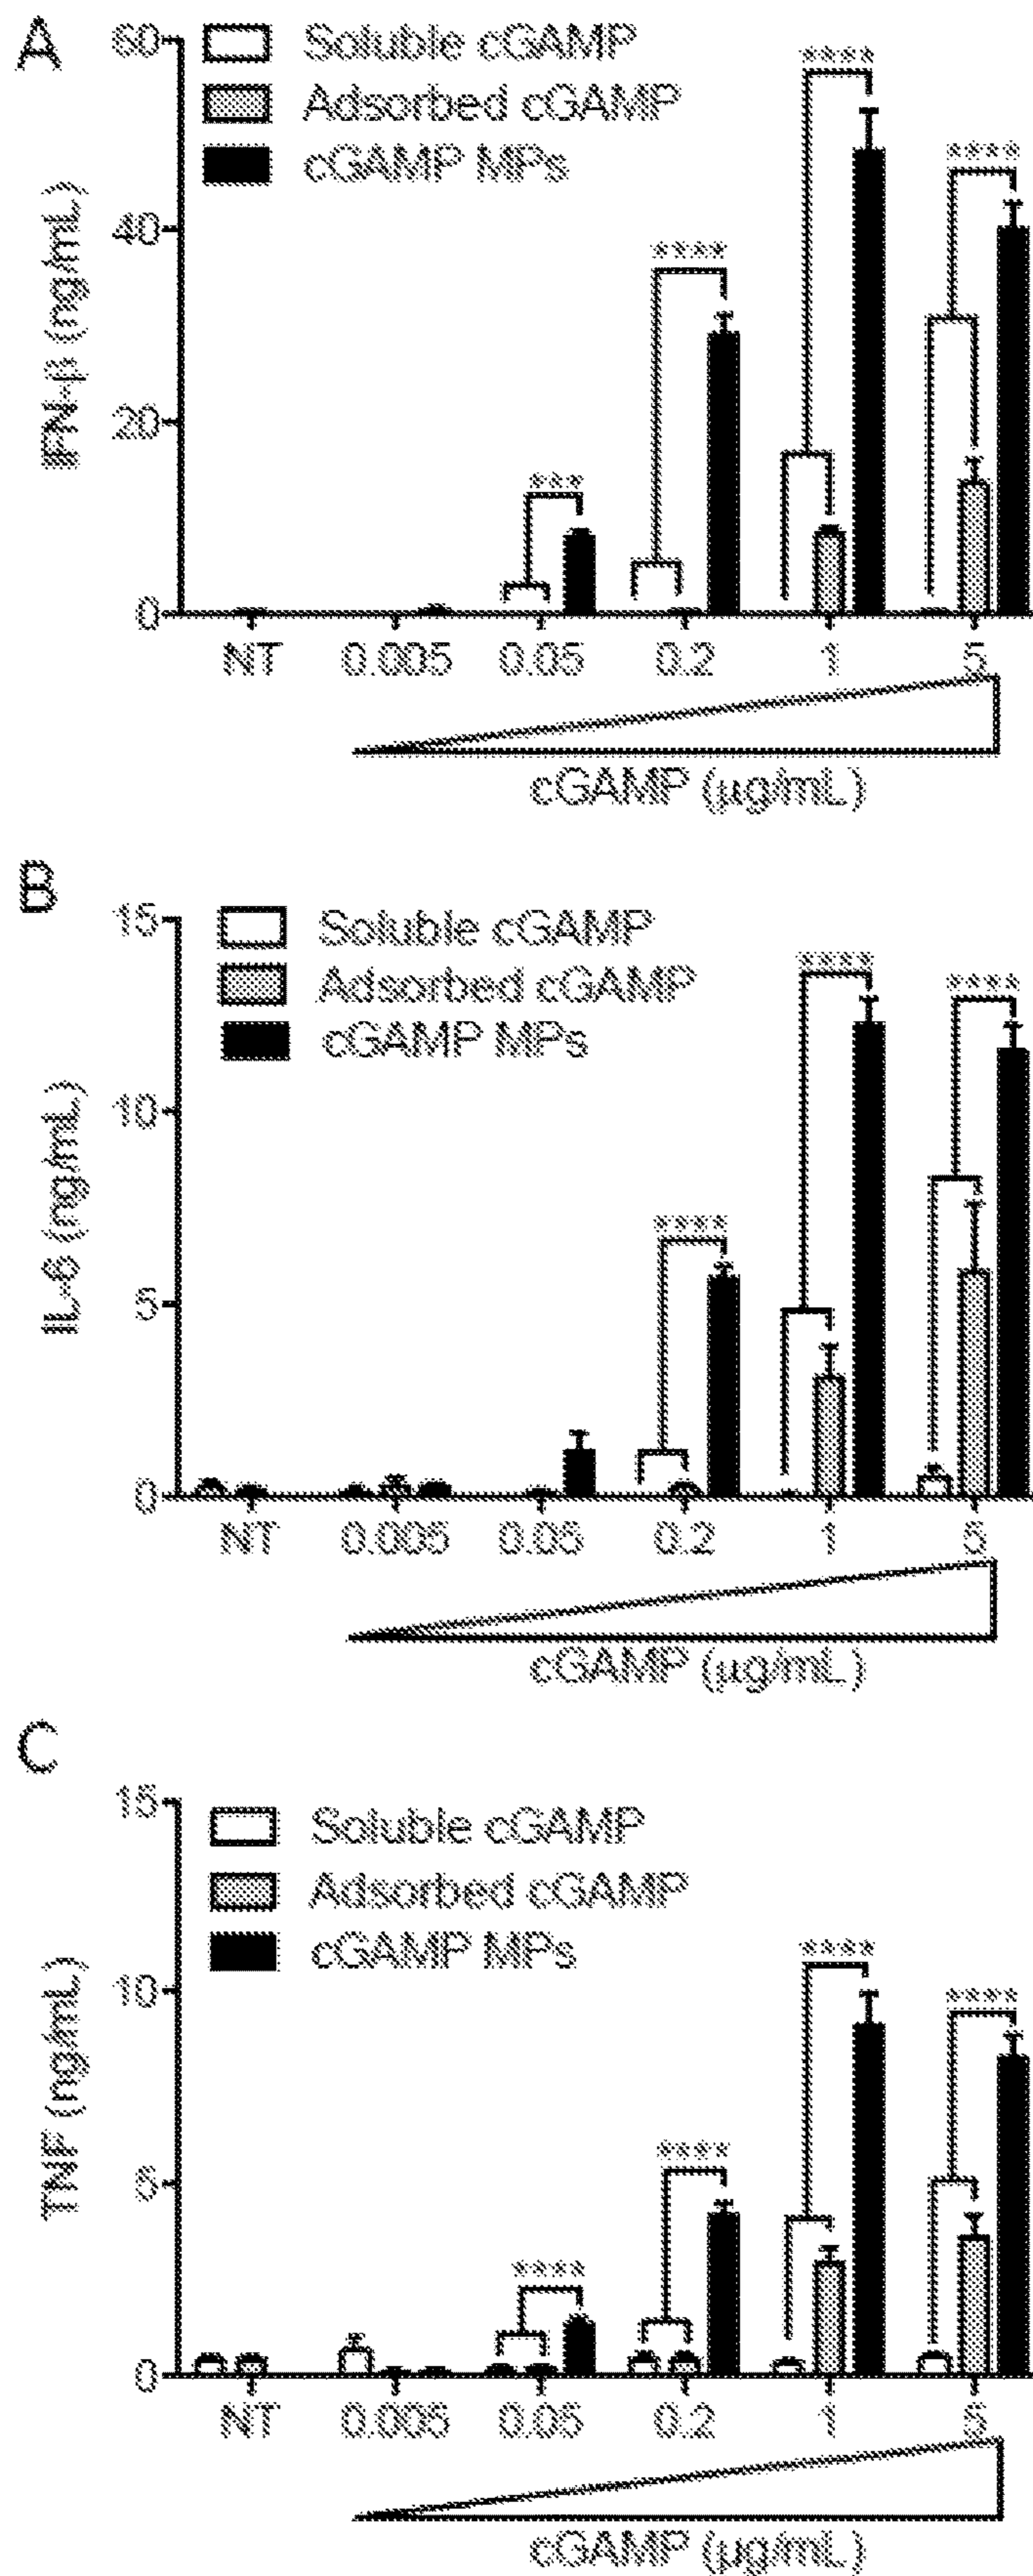 A
60
Soluble cGAMP
Adsorbed cGAMP
cGAMP MPs
****
****
40
****
IFN-β (ng/mL)
20
***
0
NT 0.005 0.05 0.2 1 5
cGAMP (µg/mL)
B
15
Soluble cGAMP
Adsorbed cGAMP
cGAMP MPs
****
****
10
IL-6 (ng/mL)
****
5
0
NT 0.005 0.05 0.2 1 5
cGAMP (µg/mL)
C
15
Soluble cGAMP
Adsorbed cGAMP
cGAMP MPs
****
****
10
TNF (ng/mL)
****
5
****
0
NT 0.005 0.05 0.2 1 5
cGAMP (µg/mL)